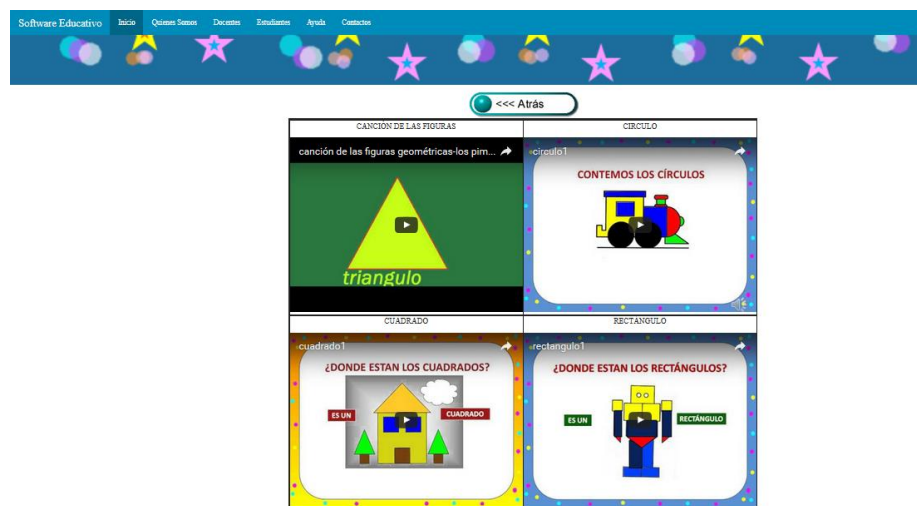 Software Educativo Inicio Quienes Somos Docentes Estudiantes Ayuda Contactos
<<< Atrás
CANCIÓN DE LAS FIGURAS
canción de las figuras geométricas-los pim...
triangulo
CIRCULO
circulo1
CONTEMOS LOS CÍRCULOS
CUADRADO
cuadrado1
¿DONDE ESTAN LOS CUADRADOS?
ES UN
CUADRADO
RECTANGULO
rectangulo1
¿DONDE ESTAN LOS RECTÁNGULOS?
ES UN
RECTÁNGULO